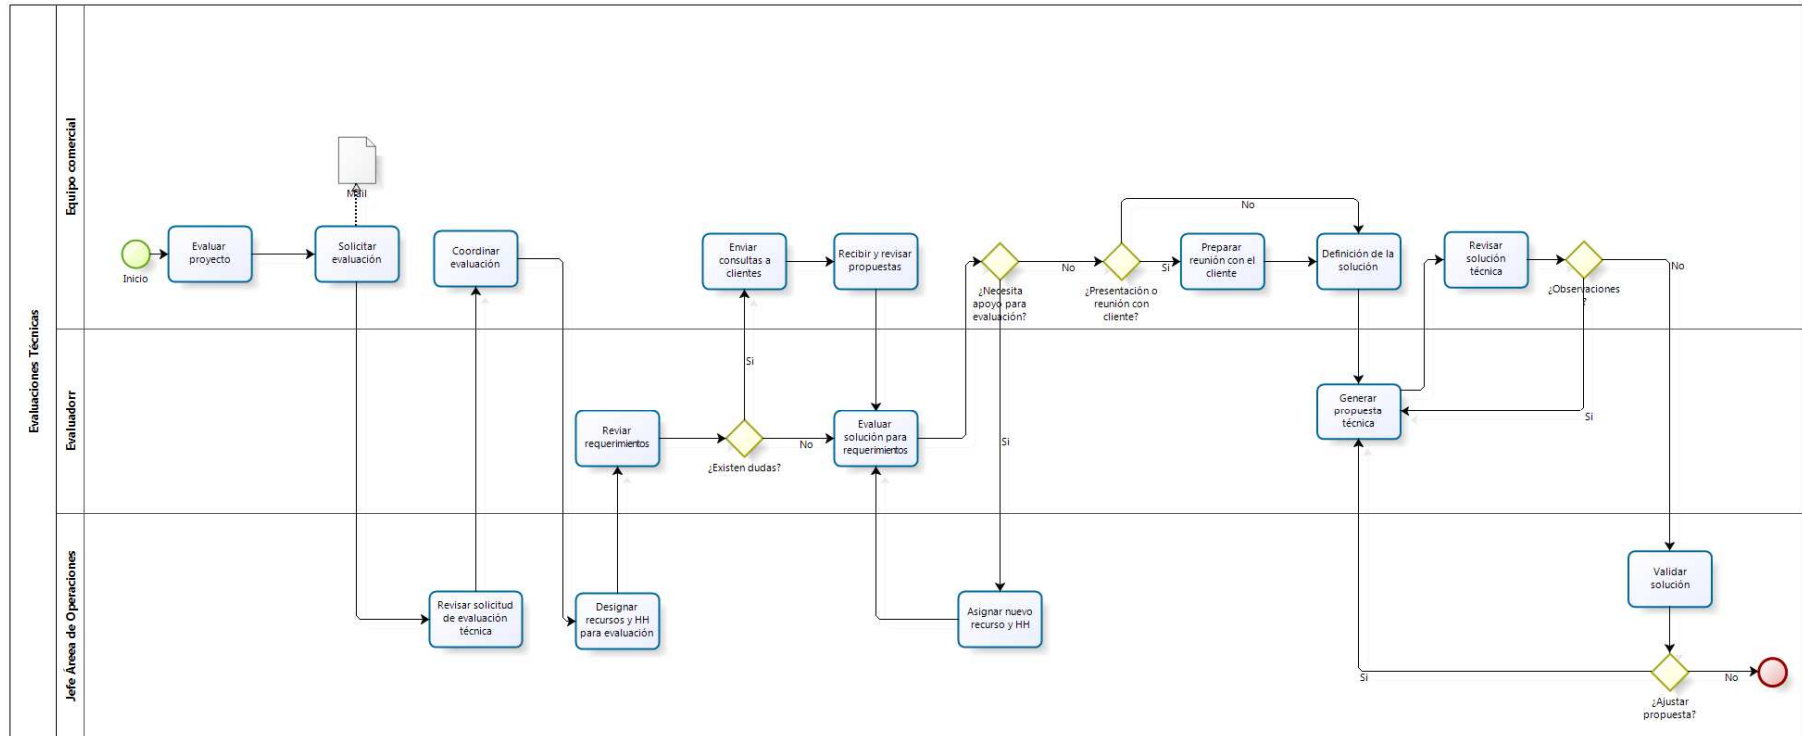 Evaluaciones Técnicas
Equipo comercial
Evaluadorr
Jefe Áreea de Operaciones
Inicio
Evaluar
proyecto
Mail
Solicitar
evaluación
Coordinar
evaluación
Enviar
consultas a
clientes
Recibir y revisar
propuestas
¿Necesita
apoyo para
evaluación?
No
¿Presentación o
reunión con
cliente?
No
Si
Preparar
reunión con el
cliente
Definición de la
solución
Revisar
solución
técnica
¿Observaciones
?
No
Si
Reviar
requerimientos
¿Existen dudas?
Si
No
Evaluar
solución para
requerimientos
Si
Generar
propuesta
técnica
Revisar solicitud
de evaluación
técnica
Designar
recursos y HH
para evaluación
Asignar nuevo
recurso y HH
Validar
solución
¿Ajustar
propuesta?
Si
No